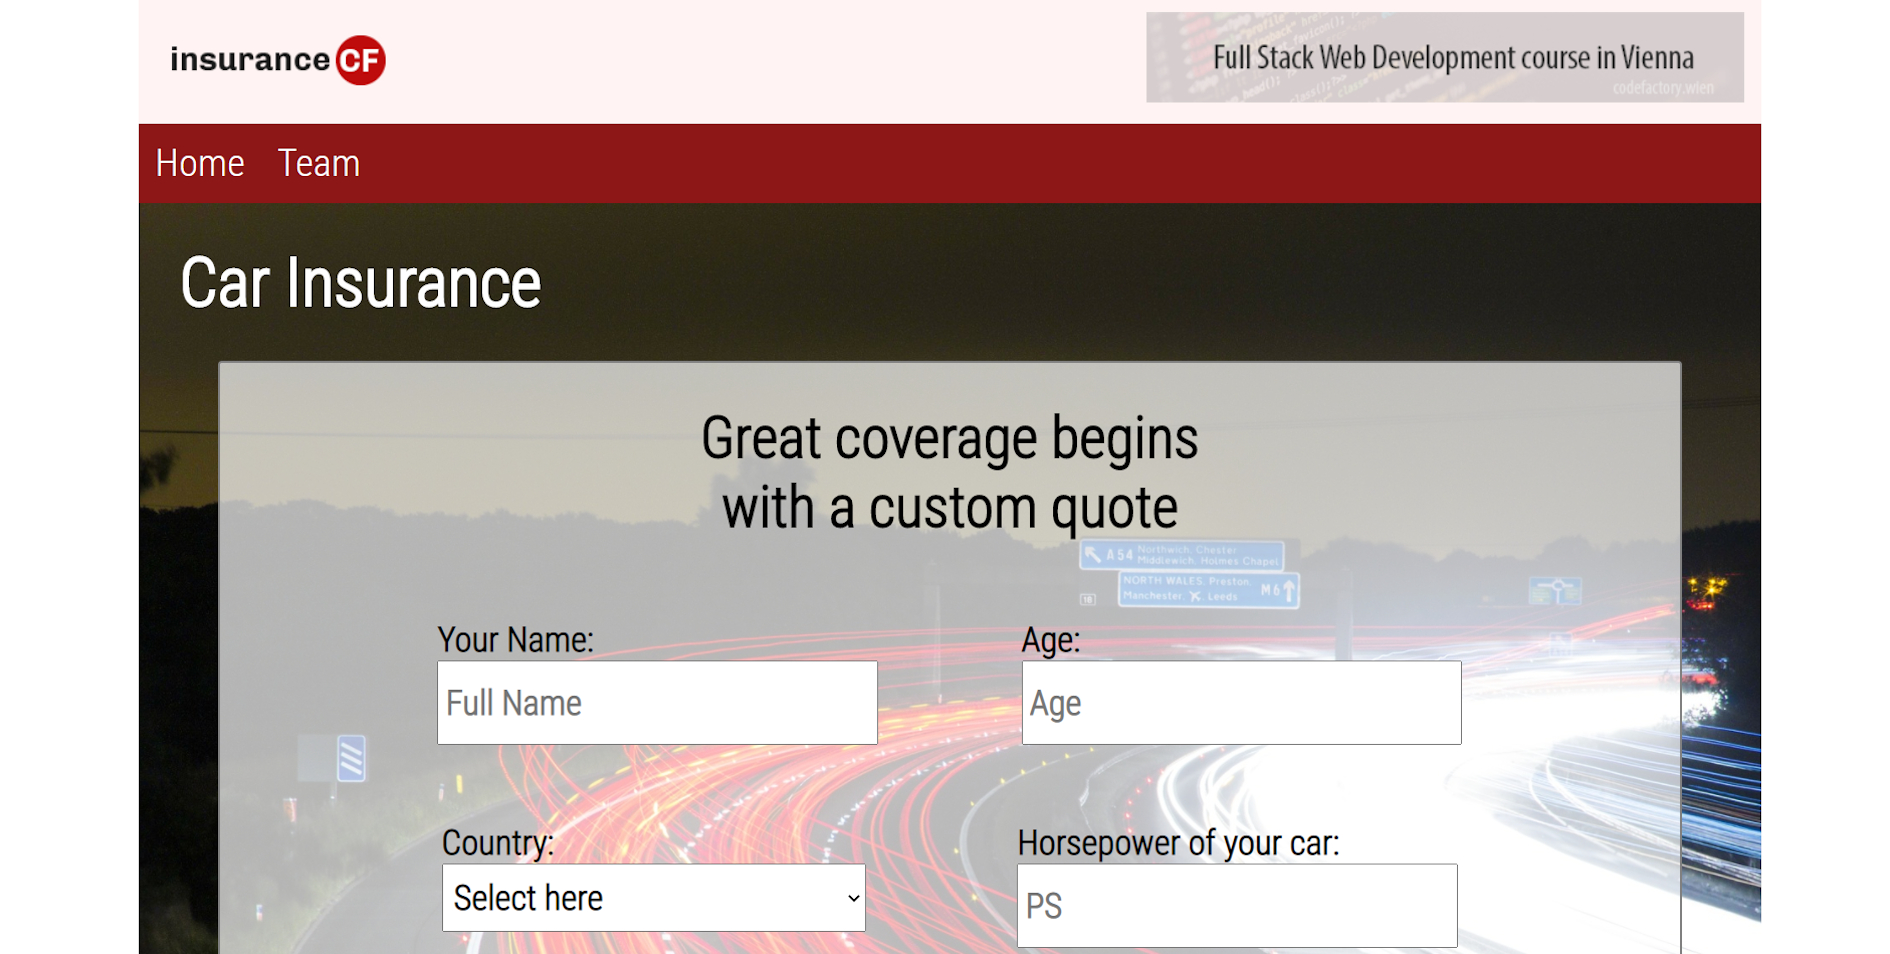 insurance CF
Full Stack Web Development course in Vienna
codefactory.wien
Home Team
Car Insurance
Great coverage begins
with a custom quote
A54 Northwich, Chester
Middlewich, Holmes Chapel
NORTH WALES, Preston,
Manchester, Leeds M6
18
Your Name: Age:
Full Name Age
Country: Horsepower of your car:
Select here PS